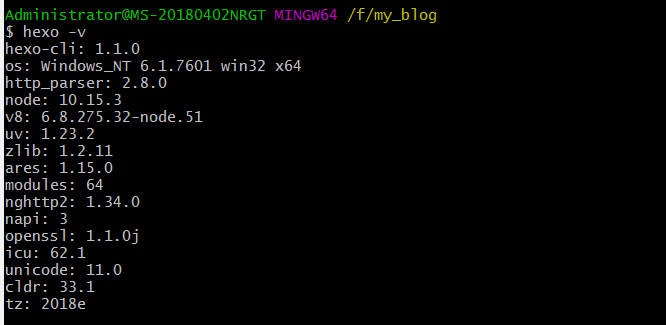 Administrator@MS-20180402NRGT MINGW64 /f/my_blog
$ hexo -v
hexo-cli: 1.1.0
os: Windows_NT 6.1.7601 win32 x64
http_parser: 2.8.0
node: 10.15.3
v8: 6.8.275.32-node.51
uv: 1.23.2
zlib: 1.2.11
ares: 1.15.0
modules: 64
nghttp2: 1.34.0
napi: 3
openssl: 1.1.0j
icu: 62.1
unicode: 11.0
cldr: 33.1
tz: 2018e